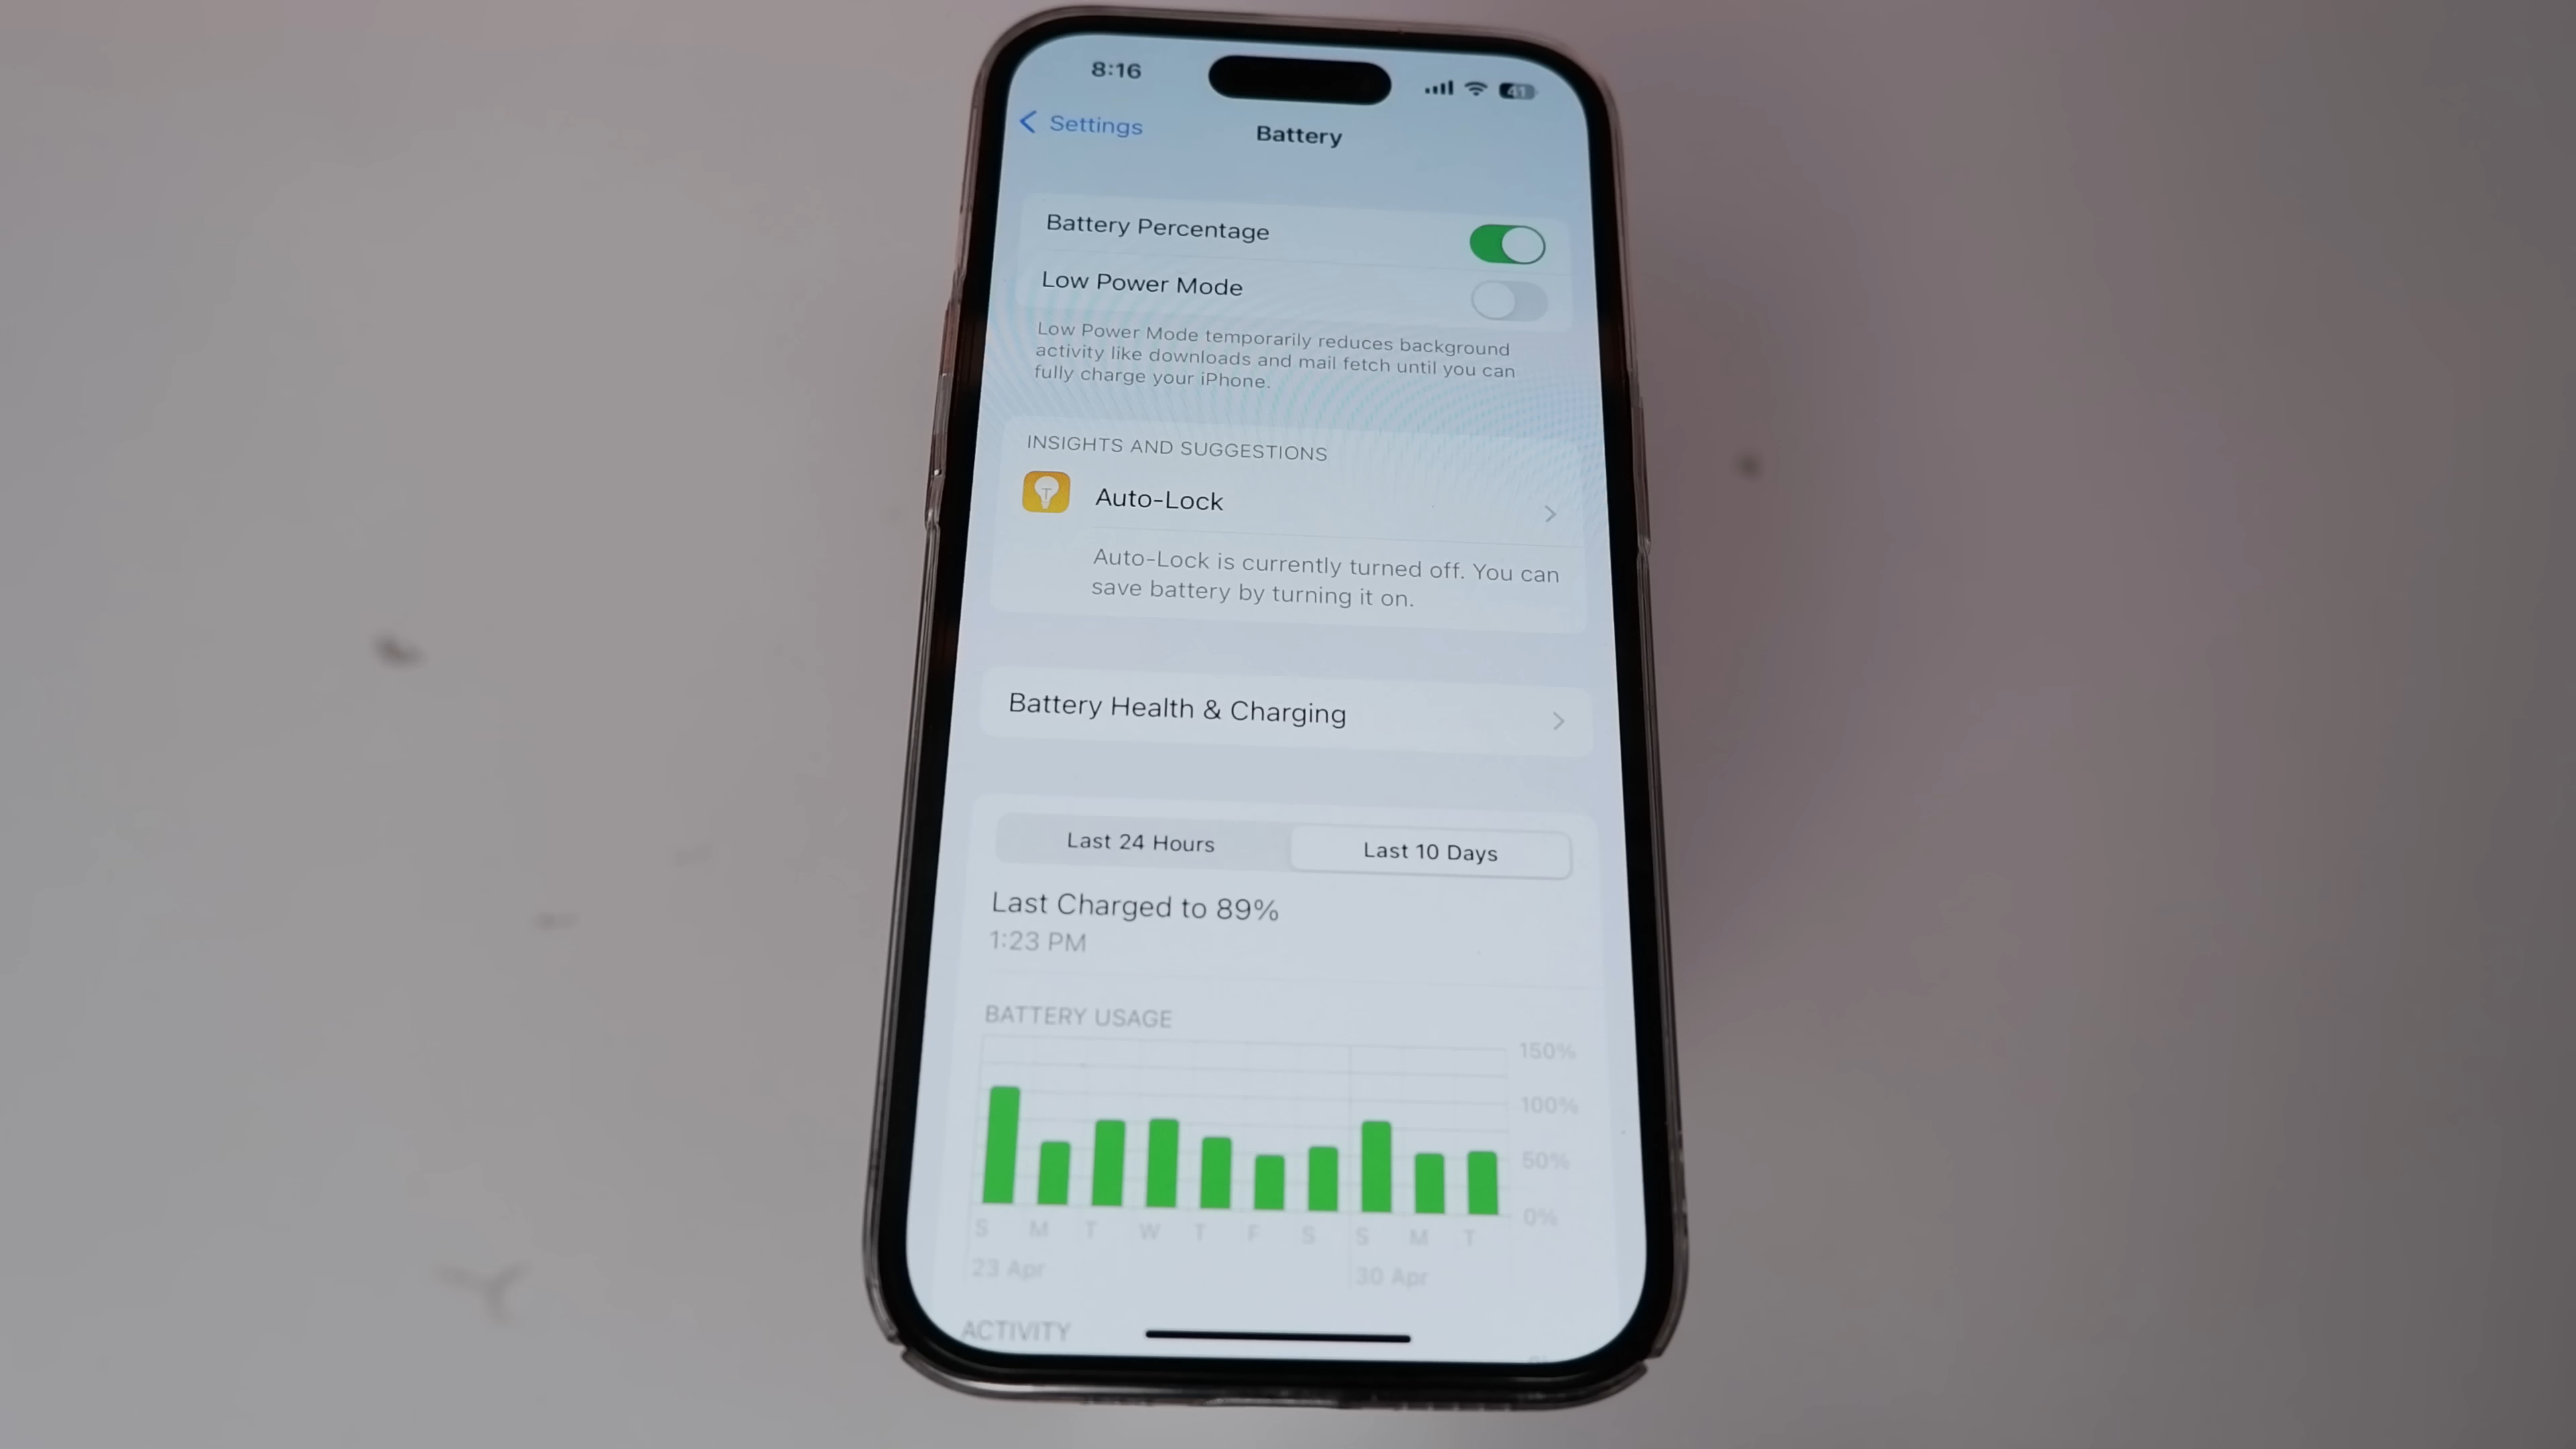 8:16
41
Settings
Battery
Battery Percentage
Low Power Mode
Low Power Mode temporarily reduces background
activity like downloads and mail fetch until you can
fully charge your iPhone.
INSIGHTS AND SUGGESTIONS
Auto-Lock
Auto-Lock is currently turned off. You can
save battery by turning it on.
Battery Health & Charging
Last 24 Hours
Last 10 Days
Last Charged to 89%
1:23 PM
BATTERY USAGE
150%
100%
50%
0%
S M T W T F S S M T
23 Apr
30 Apr
ACTIVITY